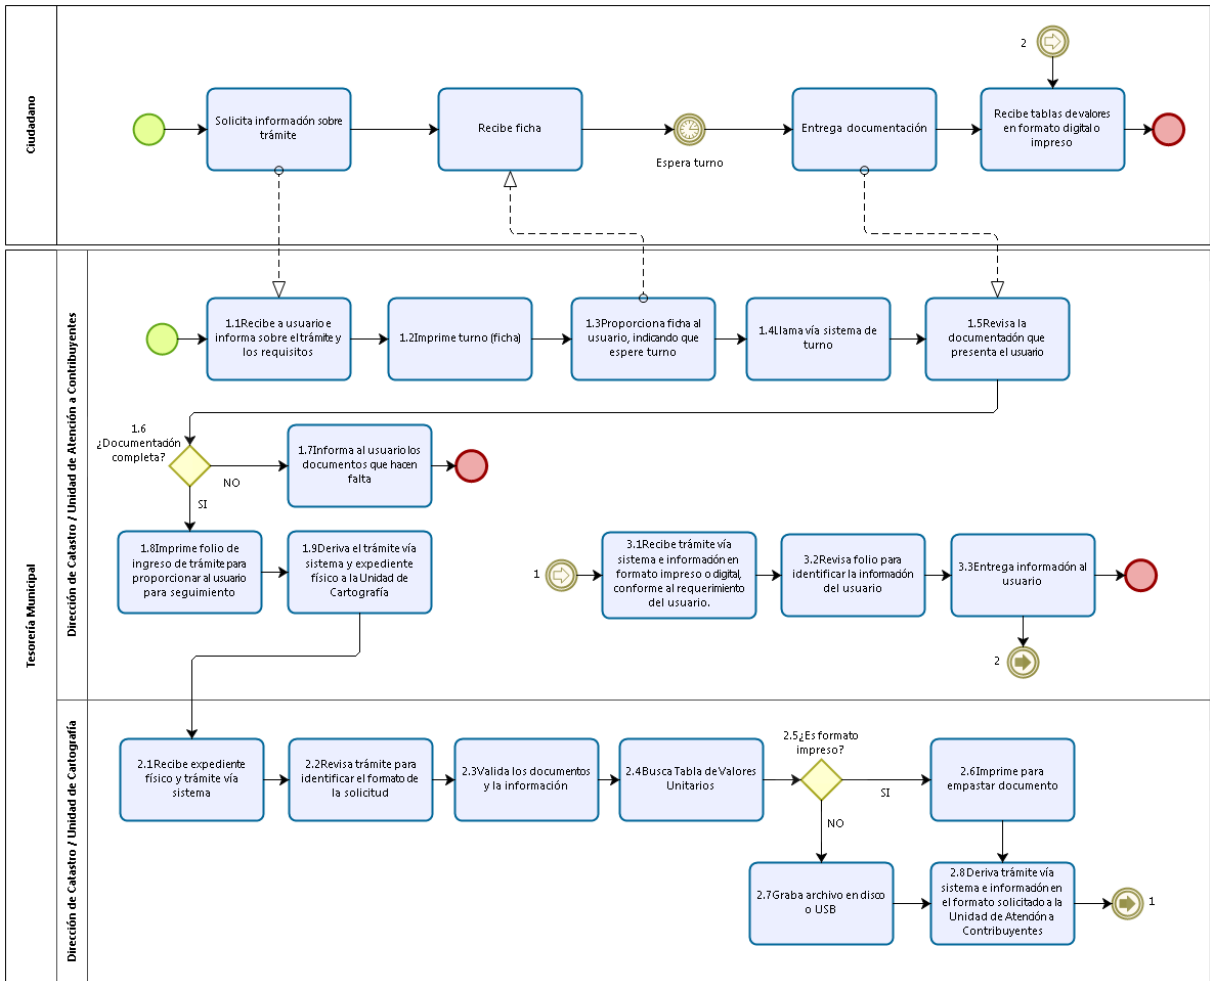 Ciudadano
Solicita información sobre
trámite
Recibe ficha
Espera turno
Entrega documentación
2
Recibe tablas de valores
en formato digital o
impreso
Tesorería Municipal
Dirección de Catastro / Unidad de Atención a Contribuyentes
1.1Recibe a usuario e
informa sobre el trámite y
los requisitos
1.2Imprime turno (ficha)
1.3Proporciona ficha al
usuario, indicando que
espere turno
1.4Llama vía sistema de
turno
1.5Revisa la
documentación que
presenta el usuario
1.6
¿Documentación
completa?
NO
SI
1.7Informa al usuario los
documentos que hacen
falta
1.8Imprime folio de
ingreso de trámite para
proporcionar al usuario
para seguimiento
1.9Deriva el trámite vía
sistema y expediente
físico a la Unidad de
Cartografía
1
3.1Recibe trámite vía
sistema e información en
formato impreso o digital,
conforme al requerimiento
del usuario.
3.2Revisa folio para
identificar la información
del usuario
3.3Entrega información al
usuario
2
Dirección de Catastro / Unidad de Cartografía
2.1Recibe expediente
físico y trámite vía
sistema
2.2Revisa trámite para
identificar el formato de
la solicitud
2.3Valida los documentos
y la información
2.4Busca Tabla de Valores
Unitarios
2.5¿Es formato
impreso?
SI
NO
2.6Imprime para
empastar documento
2.7Graba archivo en disco
o USB
2.8Deriva trámite vía
sistema e información en
el formato solicitado a la
Unidad de Atención a
Contribuyentes
1